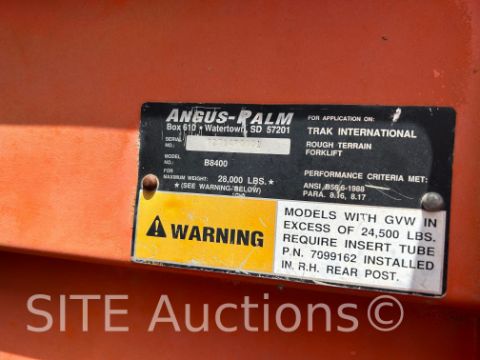 ANGUS-PALM
Box 610 • Watertown, SD 57201
SERIAL
NO.:
MODEL
NO.:
B8400
FOR
MAXIMUM WEIGHT: 28,000 LBS.
★ (SEE WARNING BELOW) ★
FOR APPLICATION ON:
TRAK INTERNATIONAL
ROUGH TERRAIN
FORKLIFT
PERFORMANCE CRITERIA MET:
ANSI B56.6-1988
PARA. 8.16, 8.17
WARNING
MODELS WITH GVW IN
EXCESS OF 24,500 LBS.
REQUIRE INSERT TUBE
P.N. 7099162 INSTALLED
IN R.H. REAR POST.
SITE Auctions©